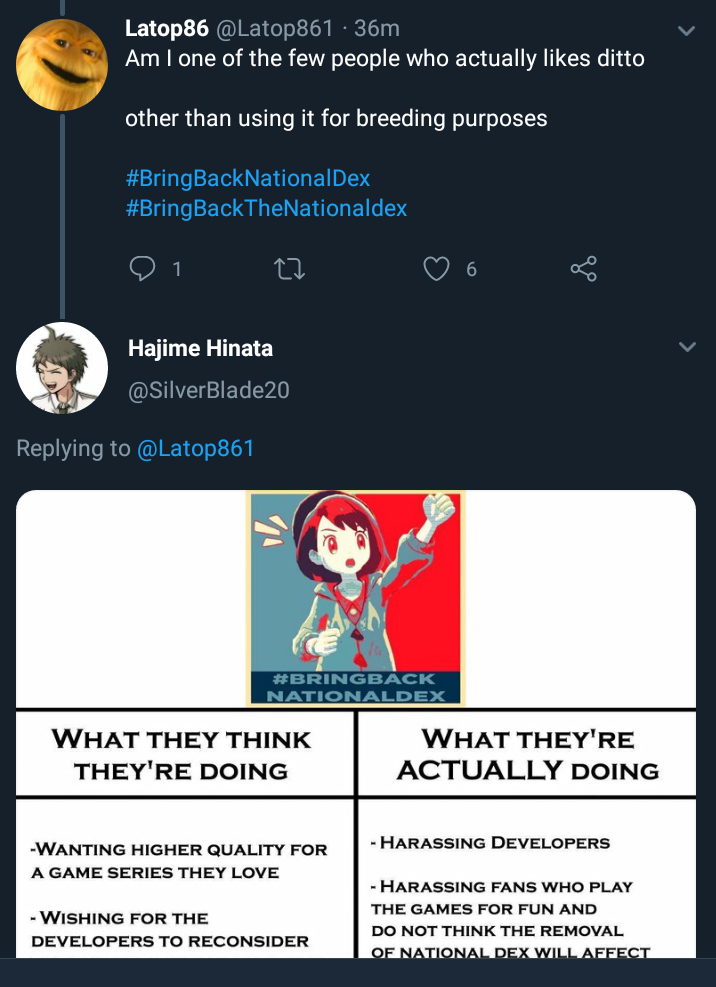 Latop86 @Latop861 · 36m
Am I one of the few people who actually likes ditto
other than using it for breeding purposes
#BringBackNationalDex
#BringBackTheNationaldex
1
6
Hajime Hinata
@SilverBlade20
Replying to @Latop861
#BRINGBACK
NATIONALDEX
WHAT THEY THINK
THEY'RE DOING
WHAT THEY'RE
ACTUALLY DOING
-WANTING HIGHER QUALITY FOR
A GAME SERIES THEY LOVE
- WISHING FOR THE
DEVELOPERS TO RECONSIDER
- HARASSING DEVELOPERS
- HARASSING FANS WHO PLAY
THE GAMES FOR FUN AND
DO NOT THINK THE REMOVAL
OF NATIONAL DEX WILL AFFECT